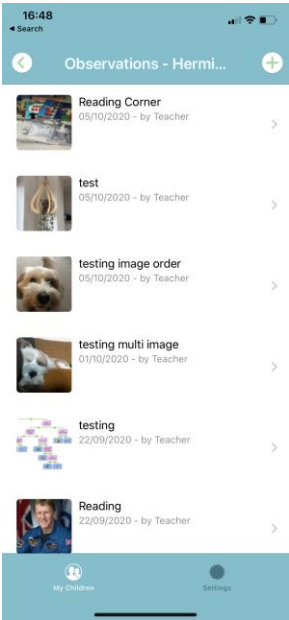 16:48
◄ Search
Observations - Hermi...
Reading Corner
05/10/2020 - by Teacher
test
05/10/2020 - by Teacher
testing image order
05/10/2020 - by Teacher
testing multi image
01/10/2020 - by Teacher
testing
22/09/2020 - by Teacher
Reading
22/09/2020 - by Teacher
My Children
Settings